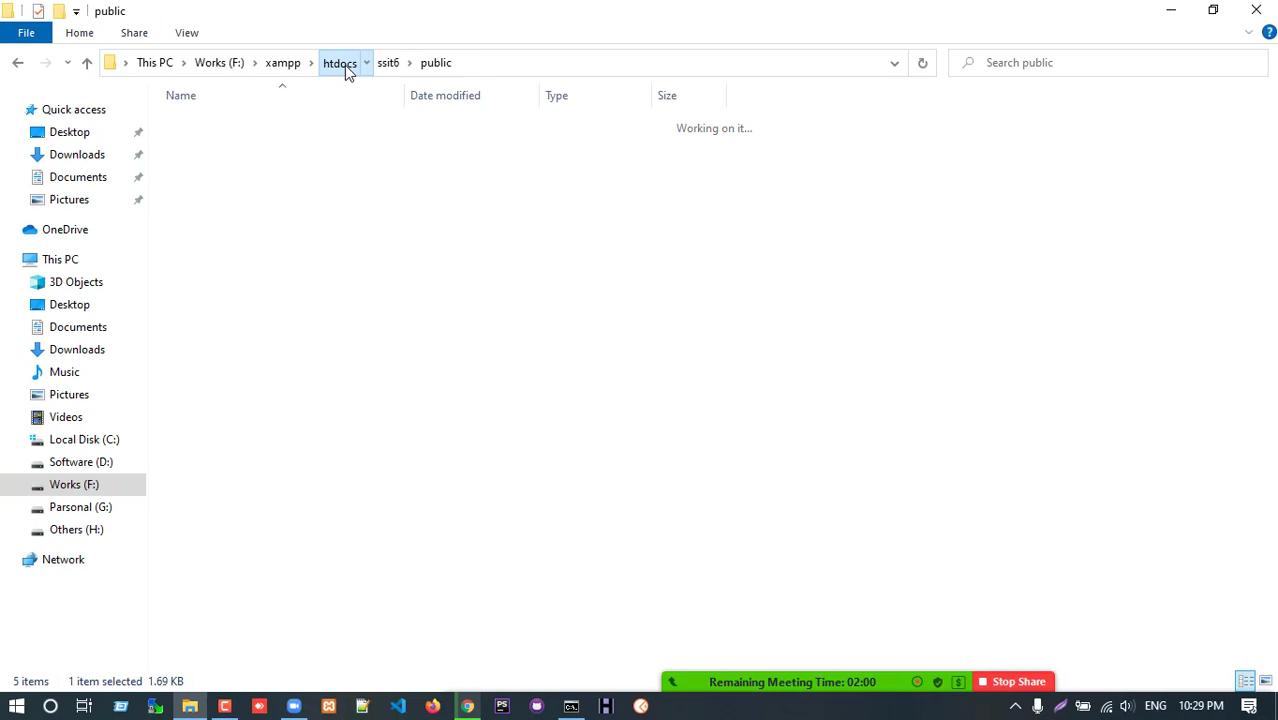 public
File Home Share View
This PC Works (F:) xampp htdocs ssit6 public Search public
Name Date modified Type Size
Working on it...
Quick access
Desktop
Downloads
Documents
Pictures
OneDrive
This PC
3D Objects
Desktop
Documents
Downloads
Music
Pictures
Videos
Local Disk (C:)
Software (D:)
Works (F:)
Parsonal (G:)
Others (H:)
Network
5 items 1 item selected 1.69 KB
Remaining Meeting Time: 02:00 Stop Share
ENG 10:29 PM